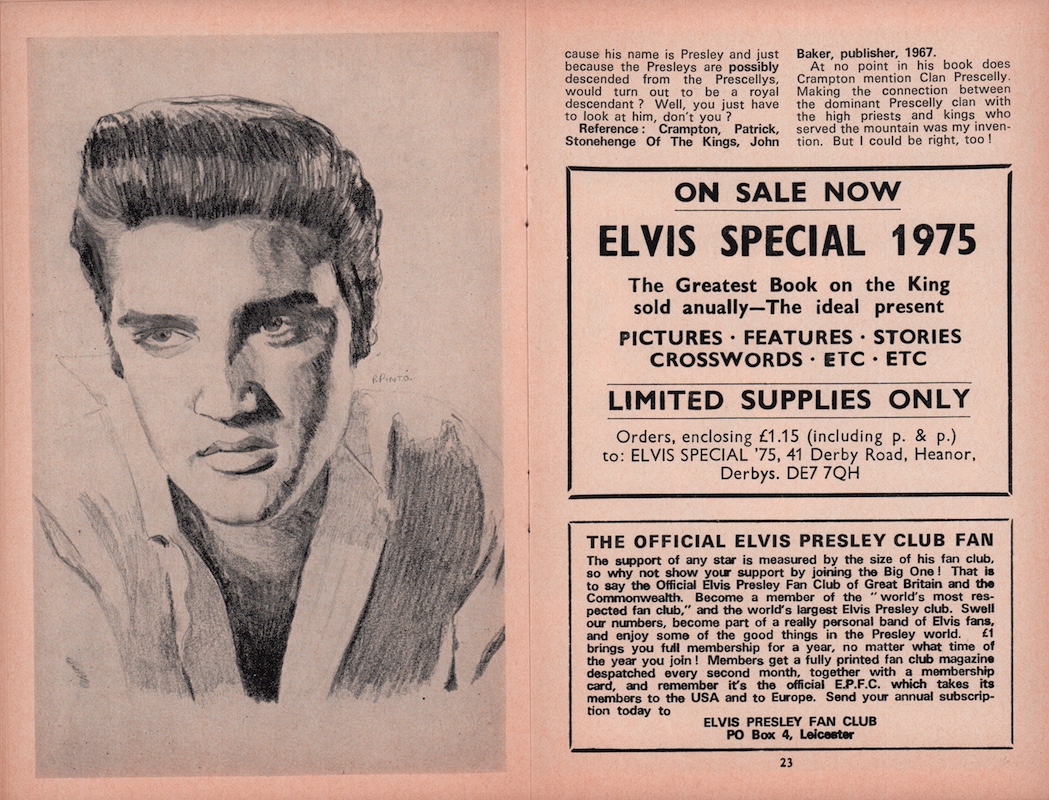 P.PINTO.
cause his name is Presley and just
because the Presleys are possibly
descended from the Prescellys,
would turn out to be a royal
descendant ? Well, you just have
to look at him, don't you ?
Reference : Crampton, Patrick,
Stonehenge Of The Kings, John
Baker, publisher, 1967.
At no point in his book does
Crampton mention Clan Prescelly.
Making the connection between
the dominant Prescelly clan with
the high priests and kings who
served the mountain was my inven-
tion. But I could be right, too !
ON SALE NOW
ELVIS SPECIAL 1975
The Greatest Book on the King
sold anually—The ideal present
PICTURES · FEATURES · STORIES
CROSSWORDS · ETC · ETC
LIMITED SUPPLIES ONLY
Orders, enclosing £1.15 (including p. & p.)
to: ELVIS SPECIAL '75, 41 Derby Road, Heanor,
Derbys. DE7 7QH
THE OFFICIAL ELVIS PRESLEY CLUB FAN
The support of any star is measured by the size of his fan club,
so why not show your support by joining the Big One ! That is
to say the Official Elvis Presley Fan Club of Great Britain and the
Commonwealth. Become a member of the "world's most res-
pected fan club," and the world's largest Elvis Presley club. Swell
our numbers, become part of a really personal band of Elvis fans,
and enjoy some of the good things in the Presley world. £1
brings you full membership for a year, no matter what time of
the year you join ! Members get a fully printed fan club magazine
despatched every second month, together with a membership
card, and remember it's the official E.P.F.C. which takes its
members to the USA and to Europe. Send your annual subscrip-
tion today to
ELVIS PRESLEY FAN CLUB
PO Box 4, Leicester
23